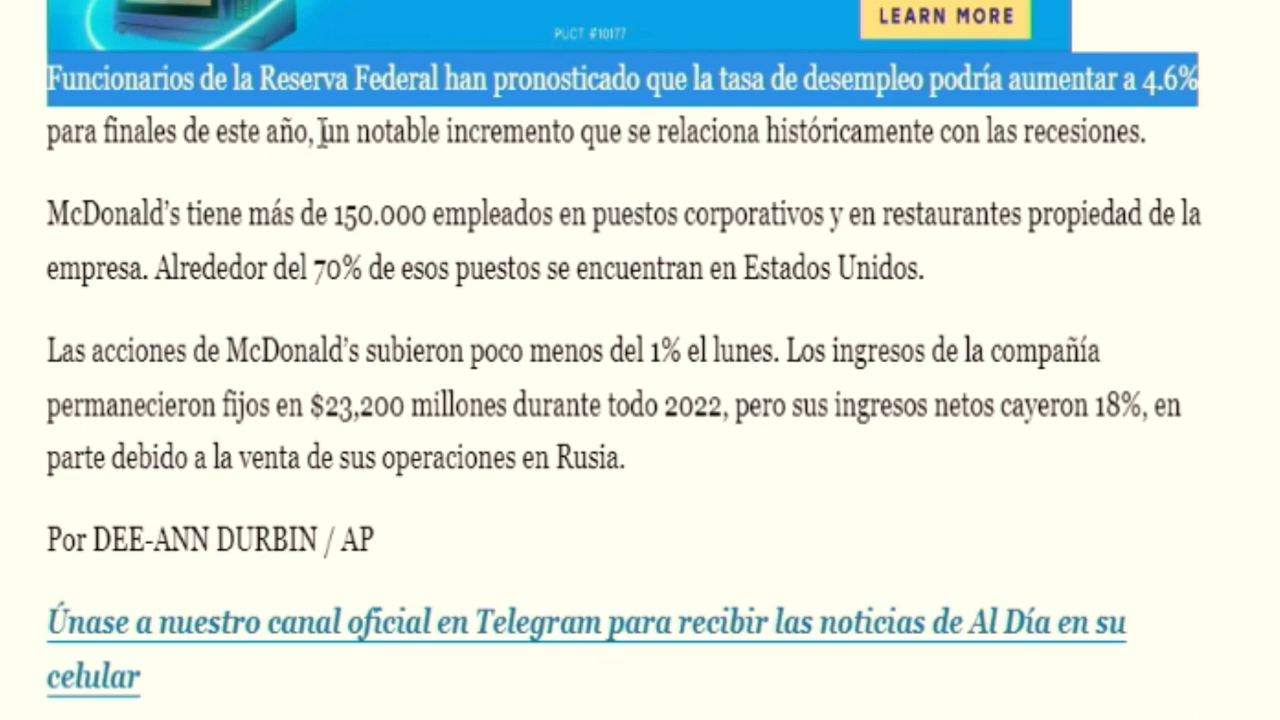 LEARN MORE
PUCT #10177
Funcionarios de la Reserva Federal han pronosticado que la tasa de desempleo podría aumentar a 4.6%
para finales de este año, un notable incremento que se relaciona históricamente con las recesiones.
McDonald’s tiene más de 150.000 empleados en puestos corporativos y en restaurantes propiedad de la
empresa. Alrededor del 70% de esos puestos se encuentran en Estados Unidos.
Las acciones de McDonald’s subieron poco menos del 1% el lunes. Los ingresos de la compañía
permanecieron fijos en $23,200 millones durante todo 2022, pero sus ingresos netos cayeron 18%, en
parte debido a la venta de sus operaciones en Rusia.
Por DEE-ANN DURBIN / AP
Únase a nuestro canal oficial en Telegram para recibir las noticias de Al Día en su
celular